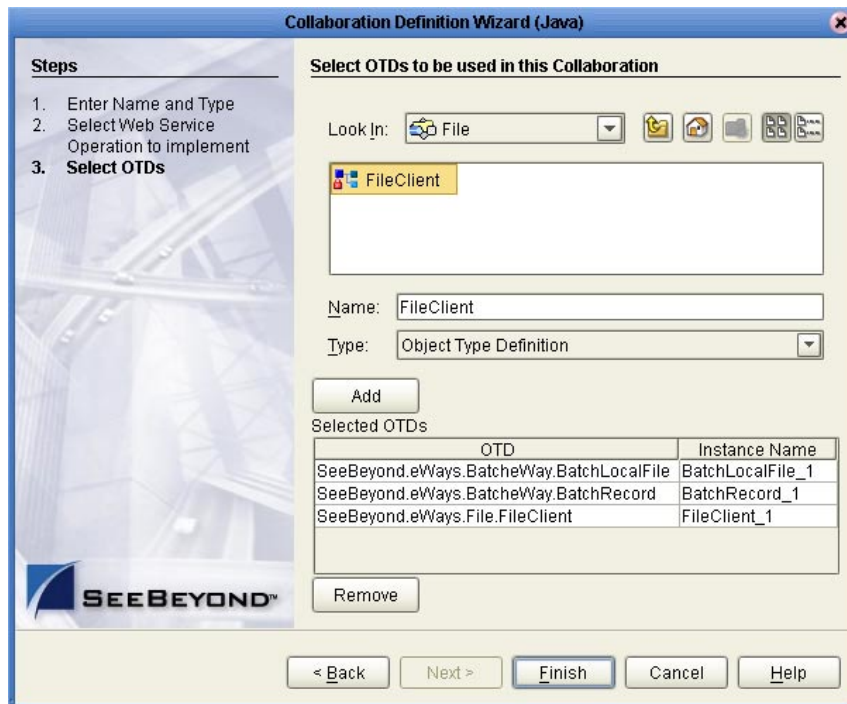 Collaboration Definition Wizard (Java)
Steps
1. Enter Name and Type
2. Select Web Service
Operation to implement
3. Select OTDs
Select OTDs to be used in this Collaboration
Look In: File
FileClient
Name: FileClient
Type: Object Type Definition
Add
Selected OTDs
OTD Instance Name
SeeBeyond.eWays.BatcheWay.BatchLocalFile BatchLocalFile_1
SeeBeyond.eWays.BatcheWay.BatchRecord BatchRecord_1
SeeBeyond.eWays.File.FileClient FileClient_1
Remove
SEEBEYOND™
< Back Next > Finish Cancel Help